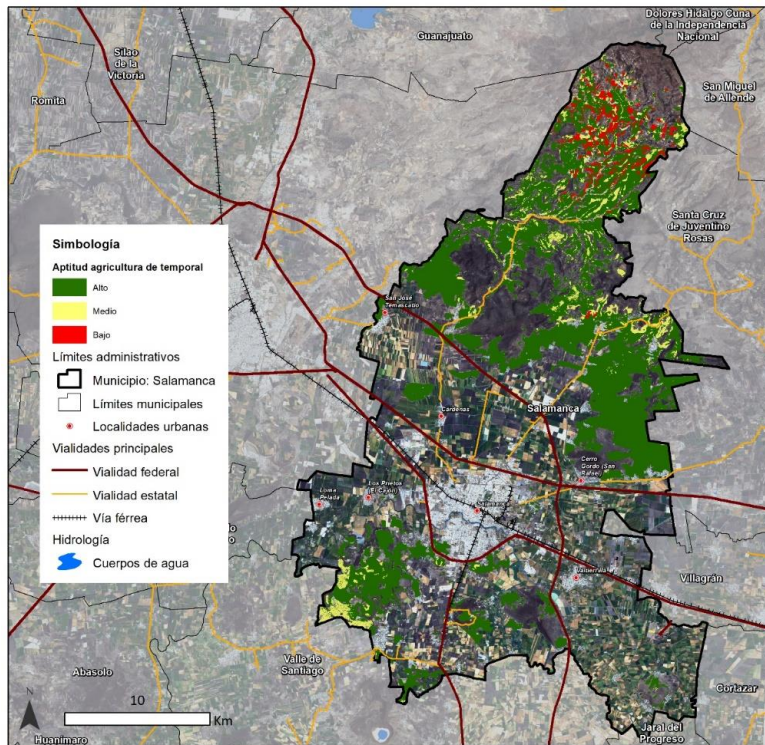 Dolores Hidalgo Cuna
de la Independencia
Nacional
Guanajuato
Silao
de la
Victoria
San Miguel
de Allende
Romita
Santa Cruz
de Juventino
Rosas
Simbología
Aptitud agricultura de temporal
Alto
Medio
Bajo
Límites administrativos
Municipio: Salamanca
Límites municipales
Localidades urbanas
Vialidades principales
Vialidad federal
Vialidad estatal
Vía férrea
Hidrología
Cuerpos de agua
San José
Temascatío
Cárdenas
Salamanca
Cerro
Gordo (San
Rafael)
Los Prietos
(El Cajón)
Loma
Pelada
Salamanca
Valtierrilla
Villagrán
Valle de
Santiago
Abasolo
Cortazar
N
10
Km
Jaral del
Progreso
Huanímaro